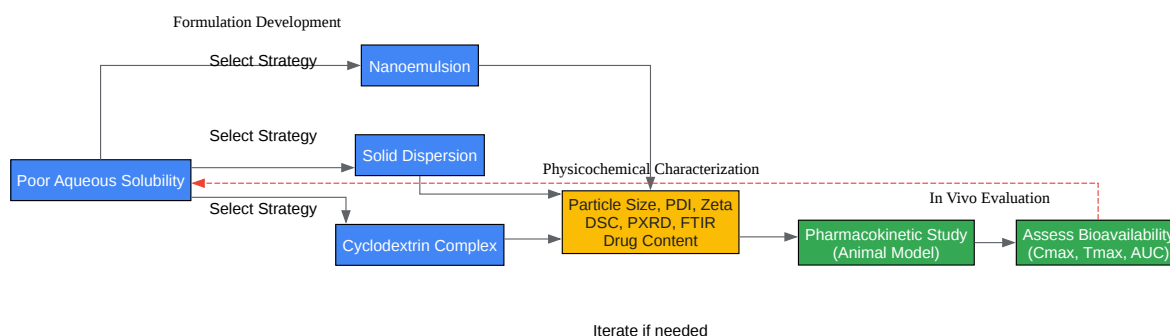 Formulation Development
Select Strategy
Nanoemulsion
Select Strategy
Solid Dispersion
Poor Aqueous Solubility
Select Strategy
Cyclodextrin Complex
Physicochemical Characterization
Particle Size, PDI, Zeta
DSC, PXRD, FTIR
Drug Content
In Vivo Evaluation
Pharmacokinetic Study
(Animal Model)
Assess Bioavailability
(Cmax, Tmax, AUC)
Iterate if needed